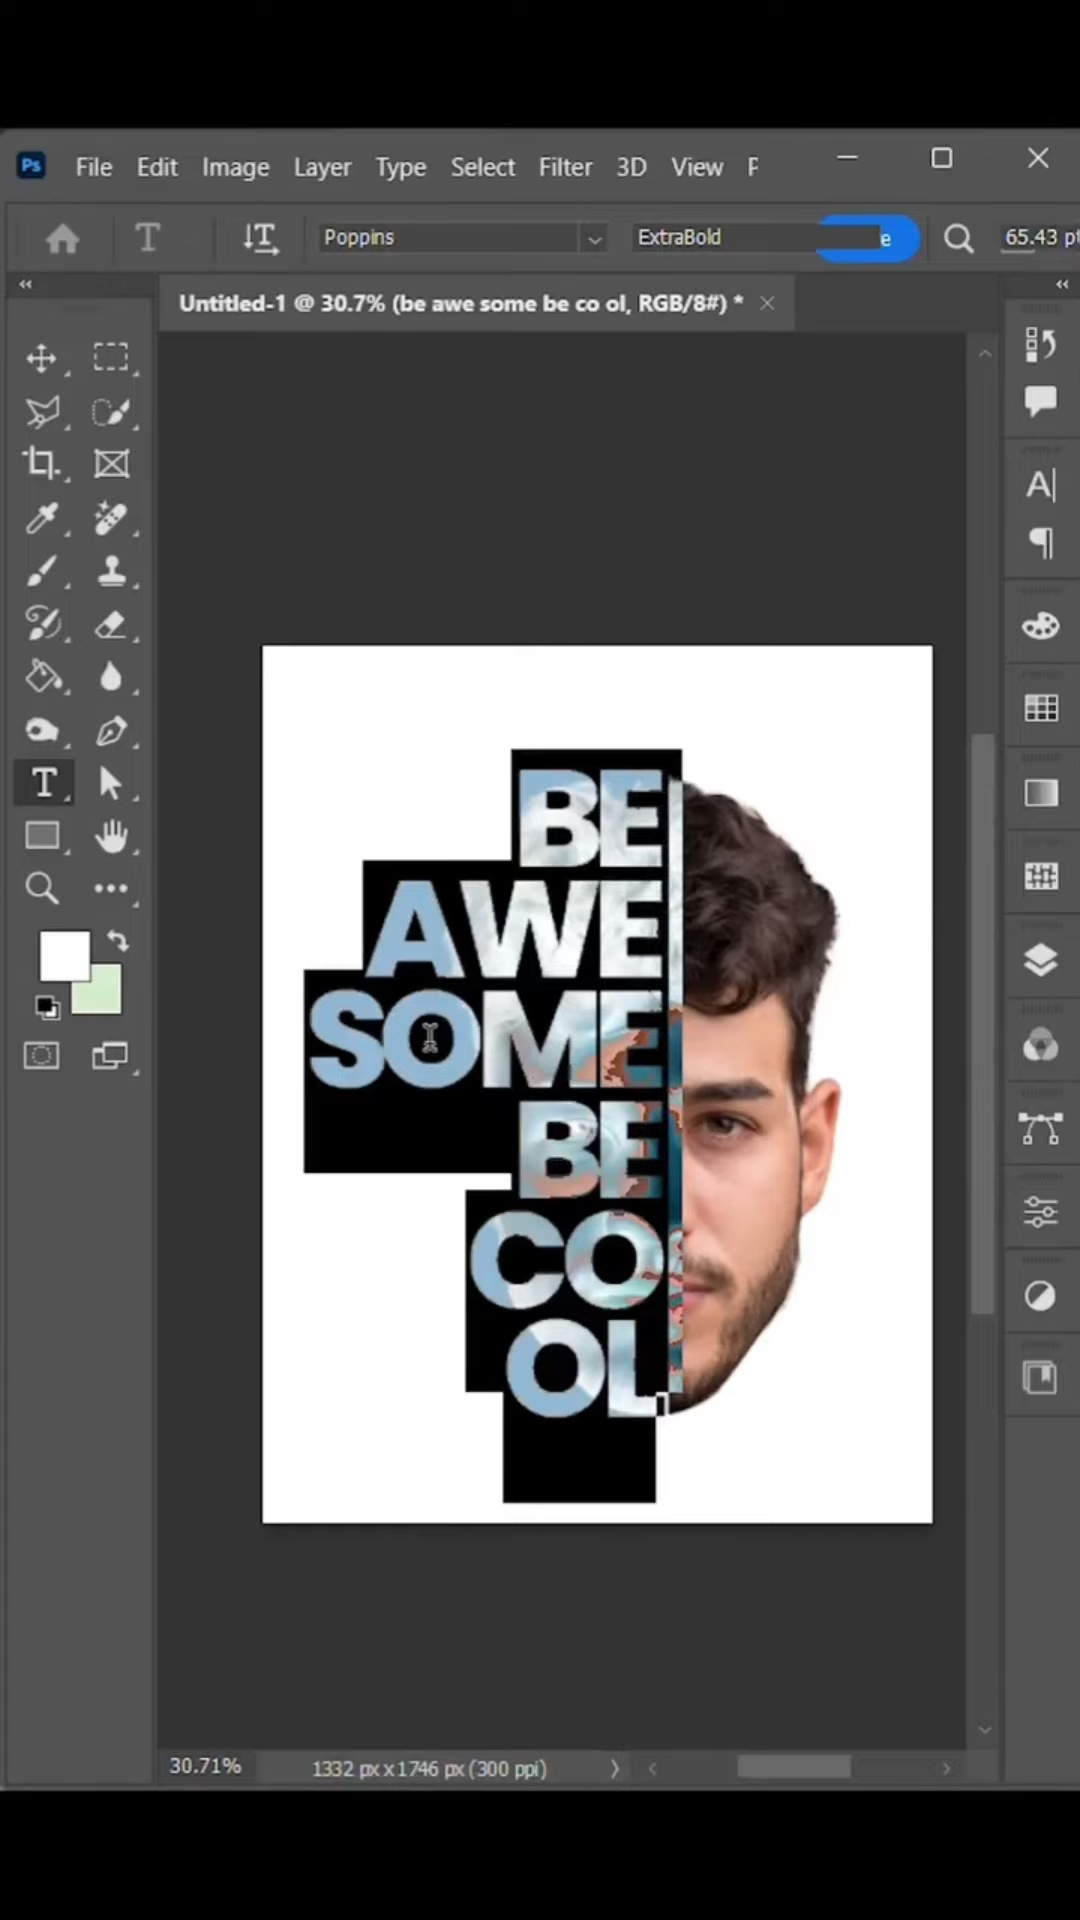 Ps File Edit Image Layer Type Select Filter 3D View
T T Poppins ExtraBold e 65.43
Untitled-1 @ 30.7% (be awe some be co ol, RGB/8#) *
BE
AWE
SOME
BE
CO
OL
30.71% 1332 px x 1746 px (300 ppi)